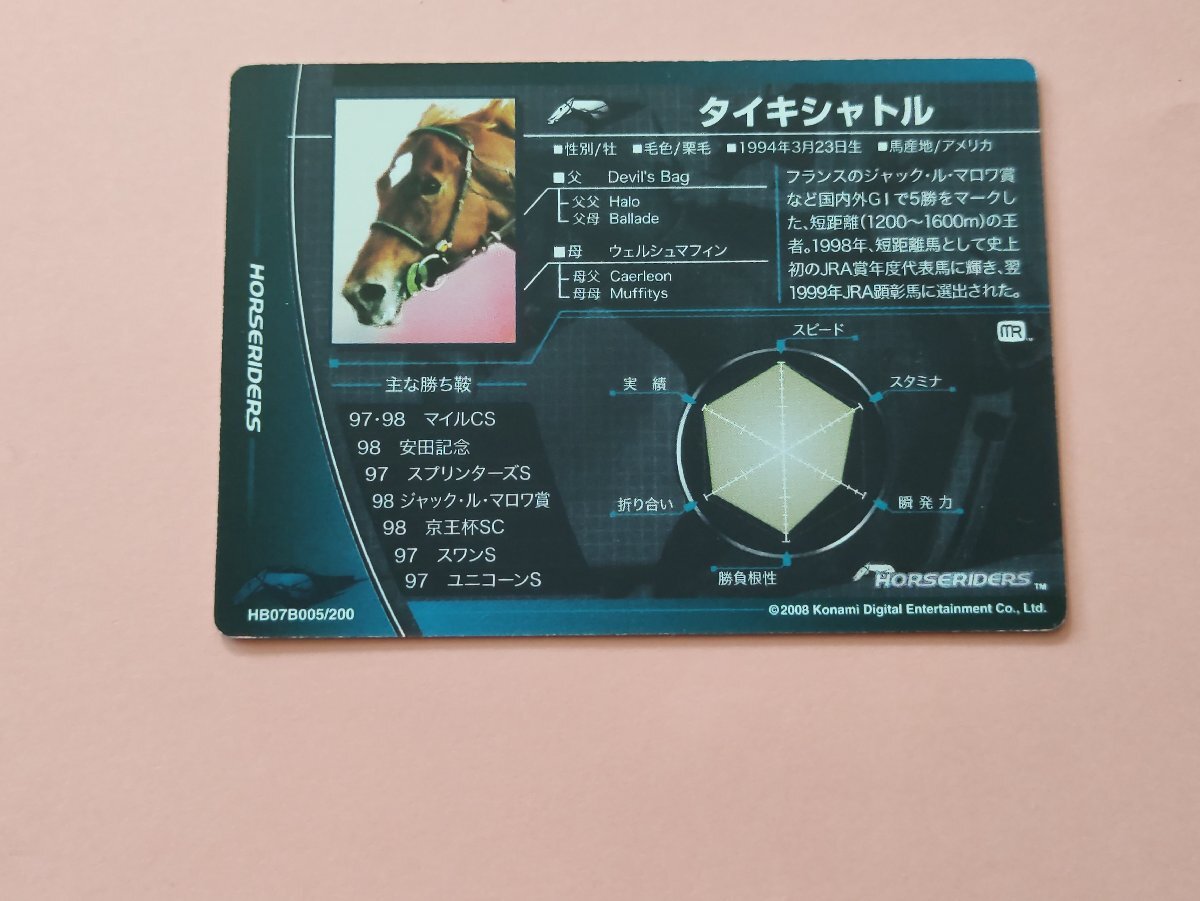 タイキシャトル
■性別/牡 ■毛色/栗毛 ■1994年3月23日生 ■馬産地/アメリカ
■父 Devil's Bag
父父 Halo
父母 Ballade
■母 ウェルシュマフィン
母父 Caerleon
母母 Muffitys
フランスのジャック・ル・マロワ賞
など国内外GⅠで5勝をマークし
た、短距離(1200〜1600m)の王
者。1998年、短距離馬として史上
初のJRA賞年度代表馬に輝き、翌
1999年JRA顕彰馬に選出された。
HORSERIDERS
主な勝ち鞍
97・98 マイルCS
98 安田記念
97 スプリンターズS
98 ジャック・ル・マロワ賞
98 京王杯SC
97 スワンS
97 ユニコーンS
MR
スピード
スタミナ
瞬発力
勝負根性
折り合い
実績
HORSERIDERS™
HB07B005/200
©2008 Konami Digital Entertainment Co., Ltd.